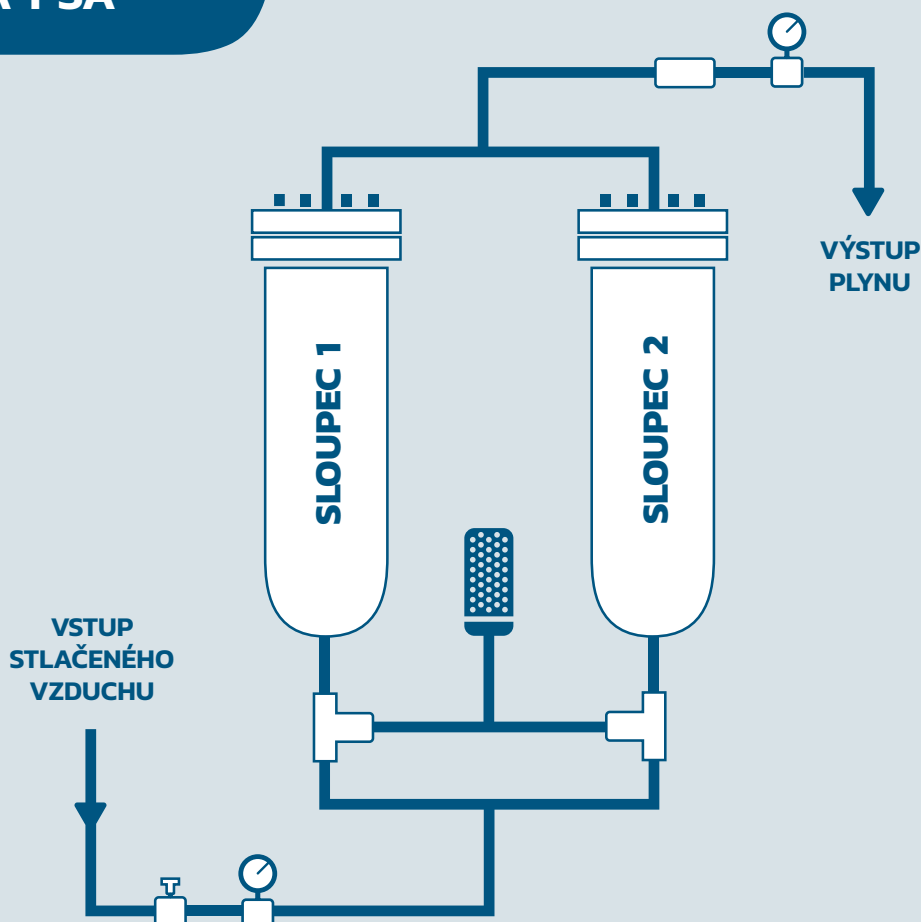 SLOUPEC 1
SLOUPEC 2
VÝSTUP
PLYNU
VSTUP
STLAČENÉHO
VZDUCHU